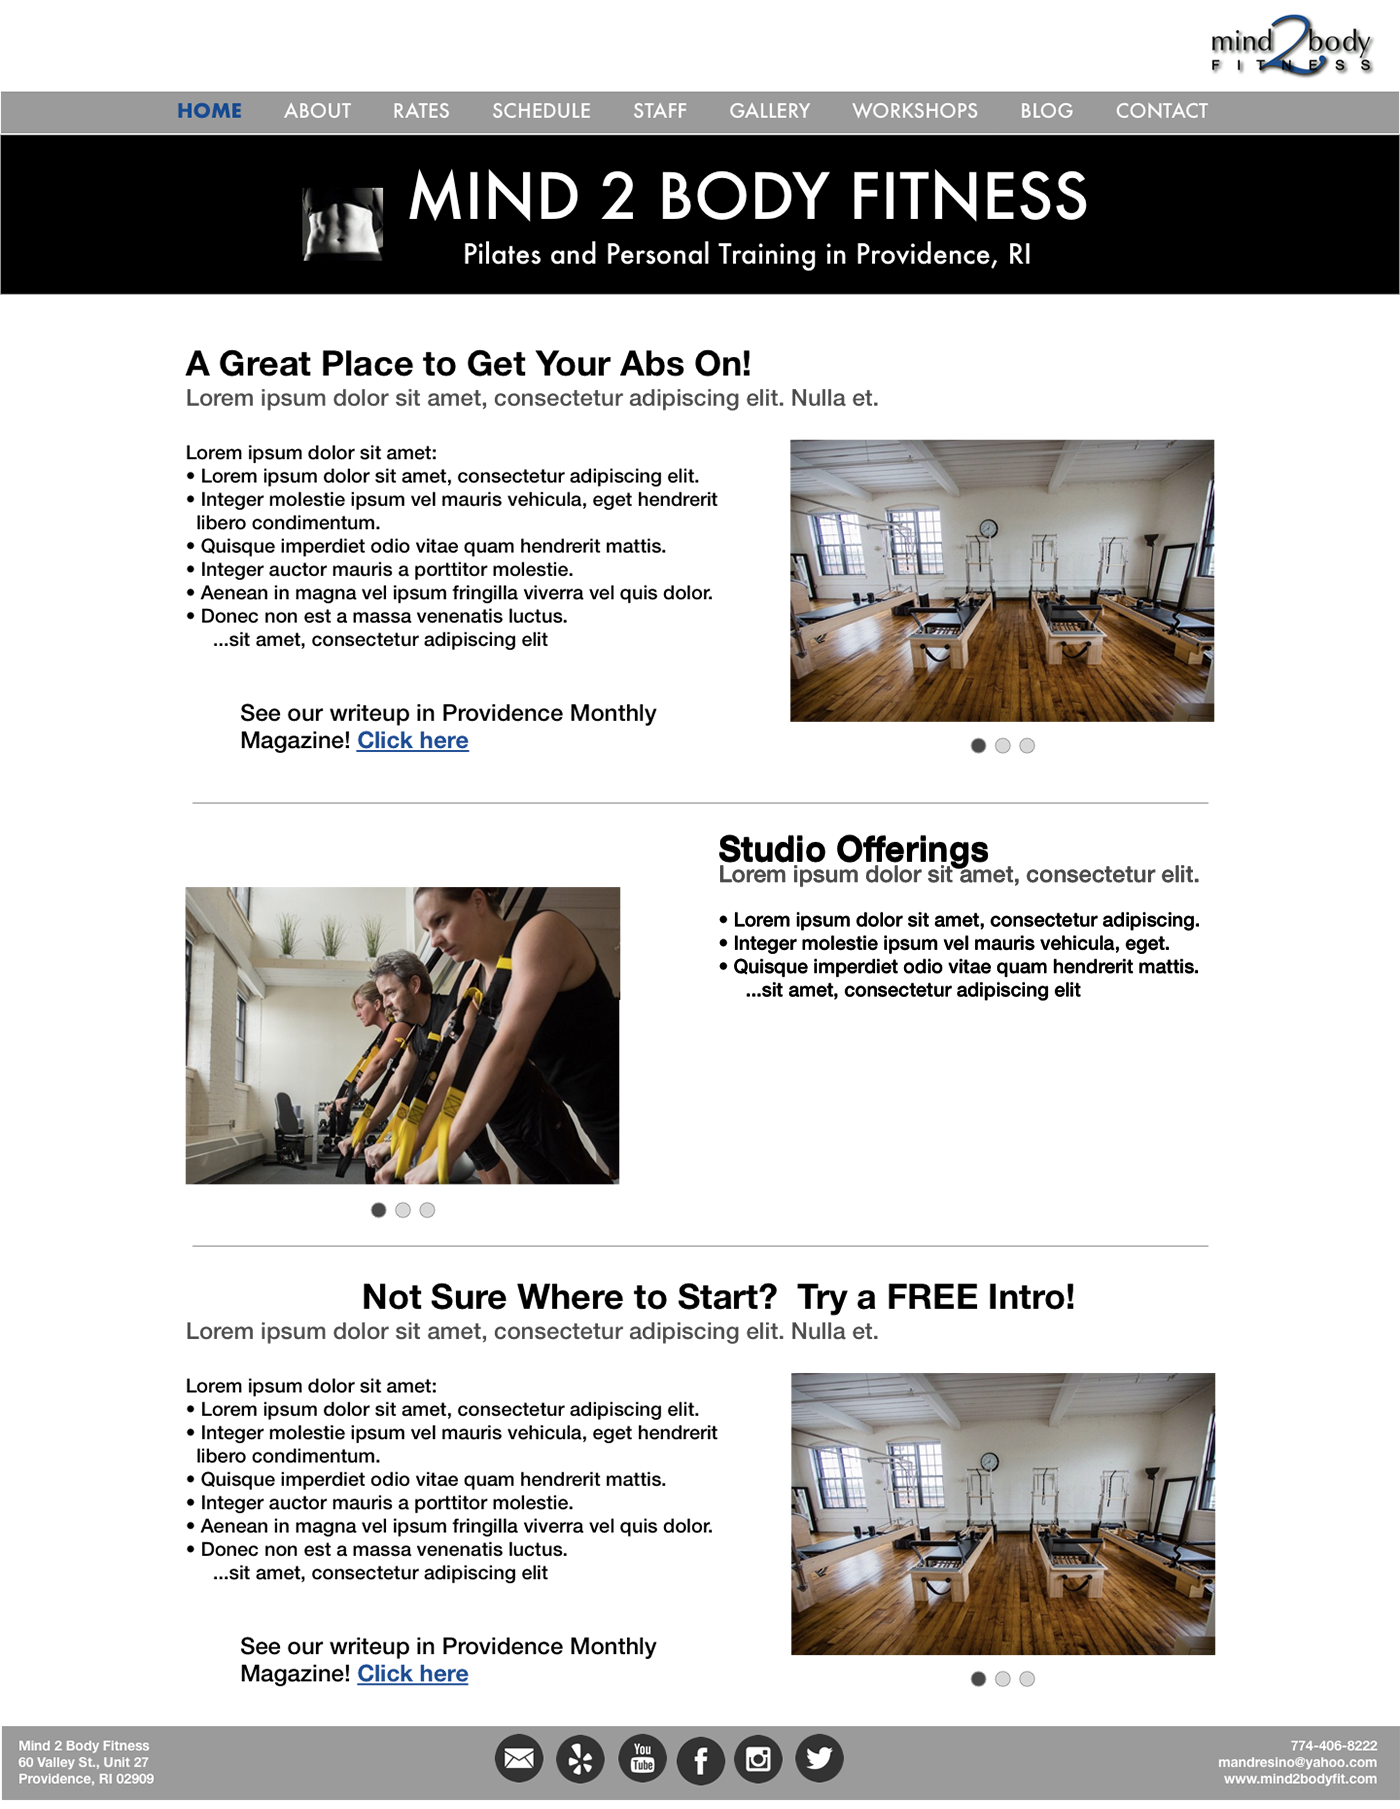 mind2body
FITNESS
HOME ABOUT RATES SCHEDULE STAFF GALLERY WORKSHOPS BLOG CONTACT
MIND 2 BODY FITNESS
Pilates and Personal Training in Providence, RI
A Great Place to Get Your Abs On!
Lorem ipsum dolor sit amet, consectetur adipiscing elit. Nulla et.
Lorem ipsum dolor sit amet:
• Lorem ipsum dolor sit amet, consectetur adipiscing elit.
• Integer molestie ipsum vel mauris vehicula, eget hendrerit
libero condimentum.
• Quisque imperdiet odio vitae quam hendrerit mattis.
• Integer auctor mauris a porttitor molestie.
• Aenean in magna vel ipsum fringilla viverra vel quis dolor.
• Donec non est a massa venenatis luctus.
...sit amet, consectetur adipiscing elit
See our writeup in Providence Monthly
Magazine! Click here
Studio Offerings
Lorem ipsum dolor sit amet, consectetur elit.
• Lorem ipsum dolor sit amet, consectetur adipiscing.
• Integer molestie ipsum vel mauris vehicula, eget.
• Quisque imperdiet odio vitae quam hendrerit mattis.
...sit amet, consectetur adipiscing elit
Not Sure Where to Start? Try a FREE Intro!
Lorem ipsum dolor sit amet, consectetur adipiscing elit. Nulla et.
Lorem ipsum dolor sit amet:
• Lorem ipsum dolor sit amet, consectetur adipiscing elit.
• Integer molestie ipsum vel mauris vehicula, eget hendrerit
libero condimentum.
• Quisque imperdiet odio vitae quam hendrerit mattis.
• Integer auctor mauris a porttitor molestie.
• Aenean in magna vel ipsum fringilla viverra vel quis dolor.
• Donec non est a massa venenatis luctus.
...sit amet, consectetur adipiscing elit
See our writeup in Providence Monthly
Magazine! Click here
Mind 2 Body Fitness
60 Valley St., Unit 27
Providence, RI 02909
You
Tube
774-406-8222
mandresino@yahoo.com
www.mind2bodyfit.com